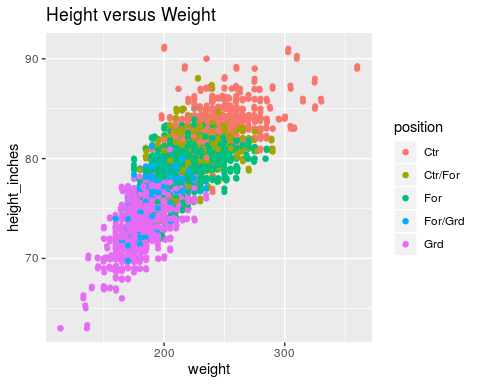 Height versus Weight
height_inches
90
80
70
200
300
weight
position
Ctr
Ctr/For
For
For/Grd
Grd